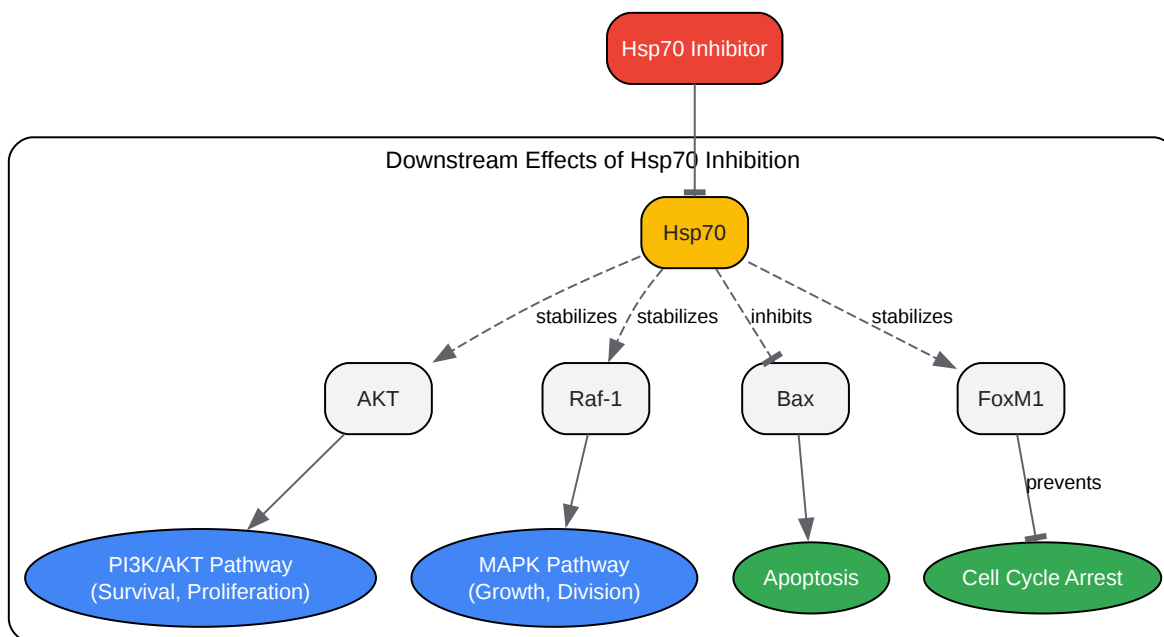 Hsp70 Inhibitor
Downstream Effects of Hsp70 Inhibition
Hsp70
stabilizes
stabilizes
inhibits
stabilizes
AKT
Raf-1
Bax
FoxM1
prevents
PI3K/AKT Pathway
(Survival, Proliferation)
MAPK Pathway
(Growth, Division)
Apoptosis
Cell Cycle Arrest